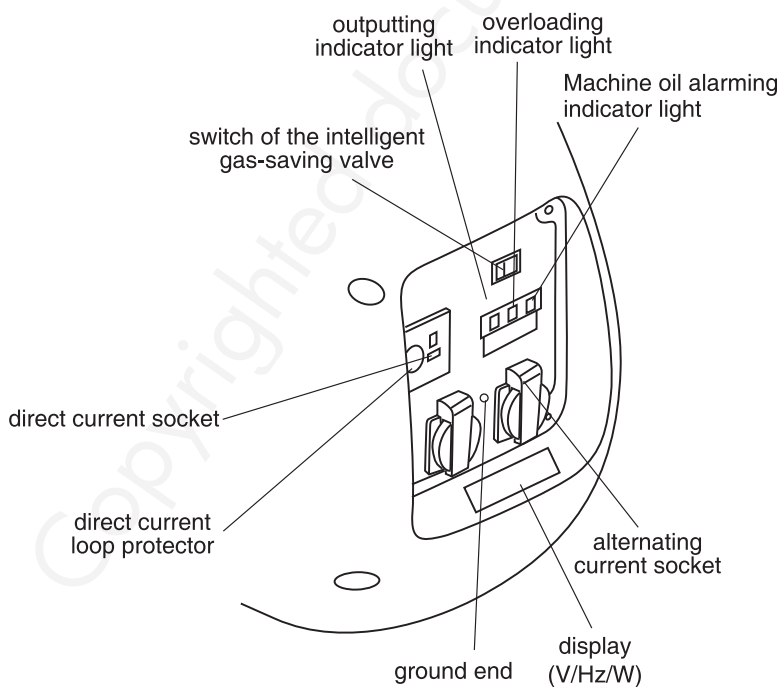 outputting
indicator light
overloading
indicator light
Machine oil alarming
indicator light
switch of the intelligent
gas-saving valve
direct current socket
direct current
loop protector
alternating
current socket
ground end
display
(V/Hz/W)